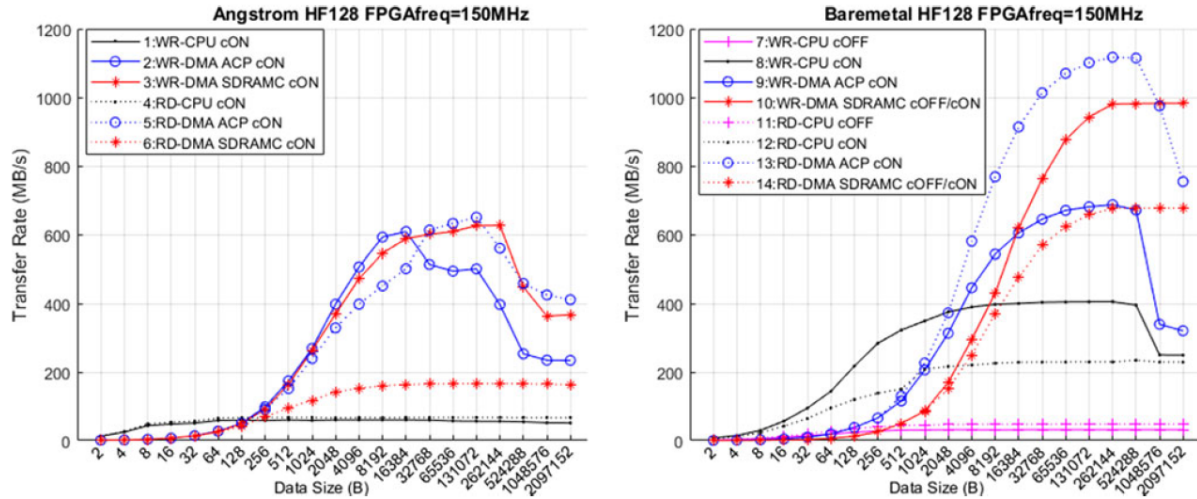 Angstrom HF128 FPGAfreq=150MHz
1200
1000
800
600
400
200
0
Transfer Rate (MB/s)
1:WR-CPU cON
2:WR-DMA ACP cON
3:WR-DMA SDRAMC cON
4:RD-CPU cON
5:RD-DMA ACP cON
6:RD-DMA SDRAMC cON
2 4 8 16 32 64 128 256 512 1024 2048 4096 8192 16384 32768 65536 131072 262144 524288 1048576 2097152
Data Size (B)
Baremetal HF128 FPGAfreq=150MHz
1200
1000
800
600
400
200
0
Transfer Rate (MB/s)
7:WR-CPU cOFF
8:WR-CPU cON
9:WR-DMA ACP cON
10:WR-DMA SDRAMC cOFF/cON
11:RD-CPU cOFF
12:RD-CPU cON
13:RD-DMA ACP cON
14:RD-DMA SDRAMC cOFF/cON
2 4 8 16 32 64 128 256 512 1024 2048 4096 8192 16384 32768 65536 131072 262144 524288 1048576 2097152
Data Size (B)